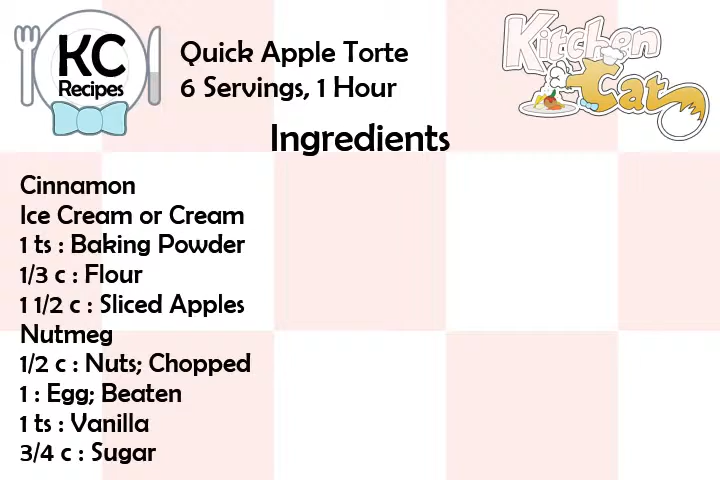 KC
Recipes
Quick Apple Torte
6 Servings, 1 Hour
Kitchen
Cat
Ingredients
Cinnamon
Ice Cream or Cream
1 ts : Baking Powder
1/3 c : Flour
1 1/2 c : Sliced Apples
Nutmeg
1/2 c : Nuts; Chopped
1 : Egg; Beaten
1 ts : Vanilla
3/4 c : Sugar